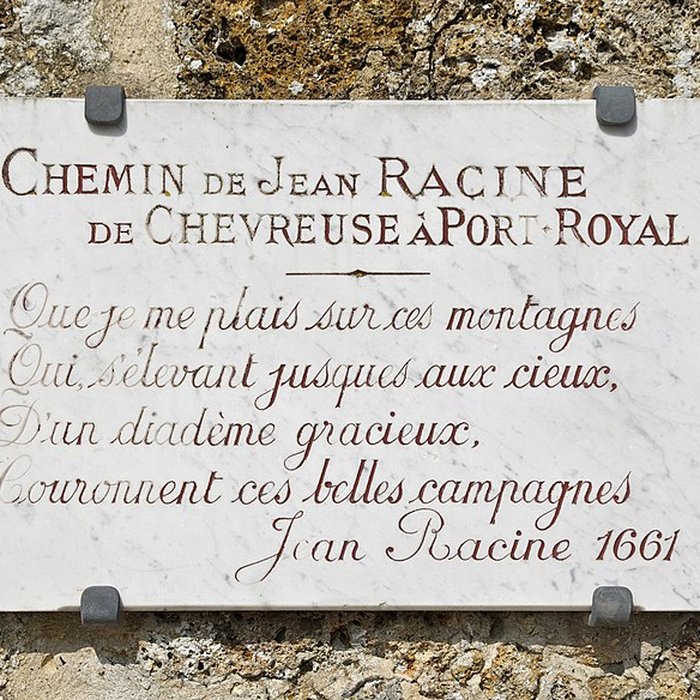 CHEMIN DE JEAN RACINE
DE CHEVREUSE À PORT-ROYAL
Que je me plais sur ces montagnes
Qui, s'élevant jusques aux cieux,
D'un diadème gracieux,
Couronnent ces belles campagnes
Jean Racine 1661